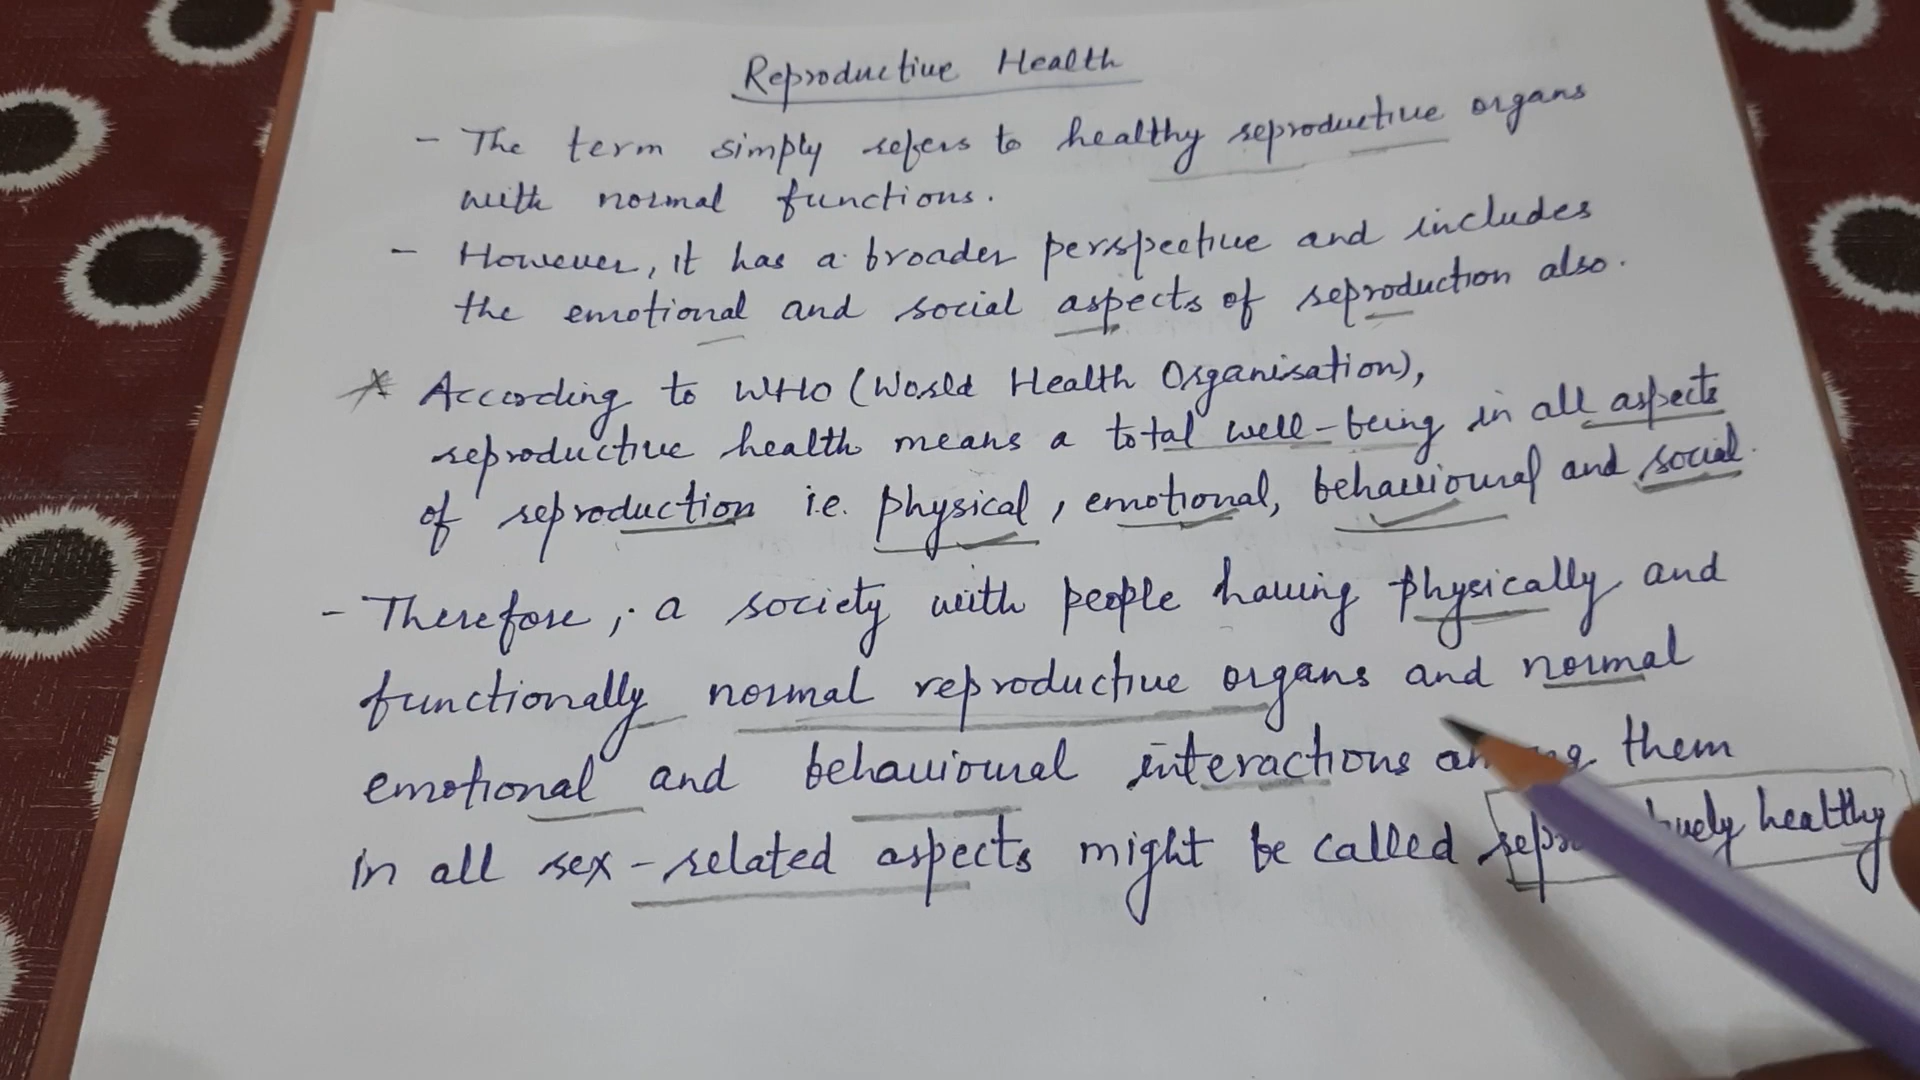 Reproductive Health
- The term simply refers to healthy reproductive organs
with normal functions.
- However, it has a broader perspective and includes
the emotional and social aspects of reproduction also.
* According to WHO (World Health Organisation),
reproductive health means a total well-being in all aspects
of reproduction i.e. physical, emotional, behavioural and social.
- Therefore, a society with people having physically and
functionally normal reproductive organs and normal
emotional and behavioural interactions them
in all sex-related aspects might be called healthy